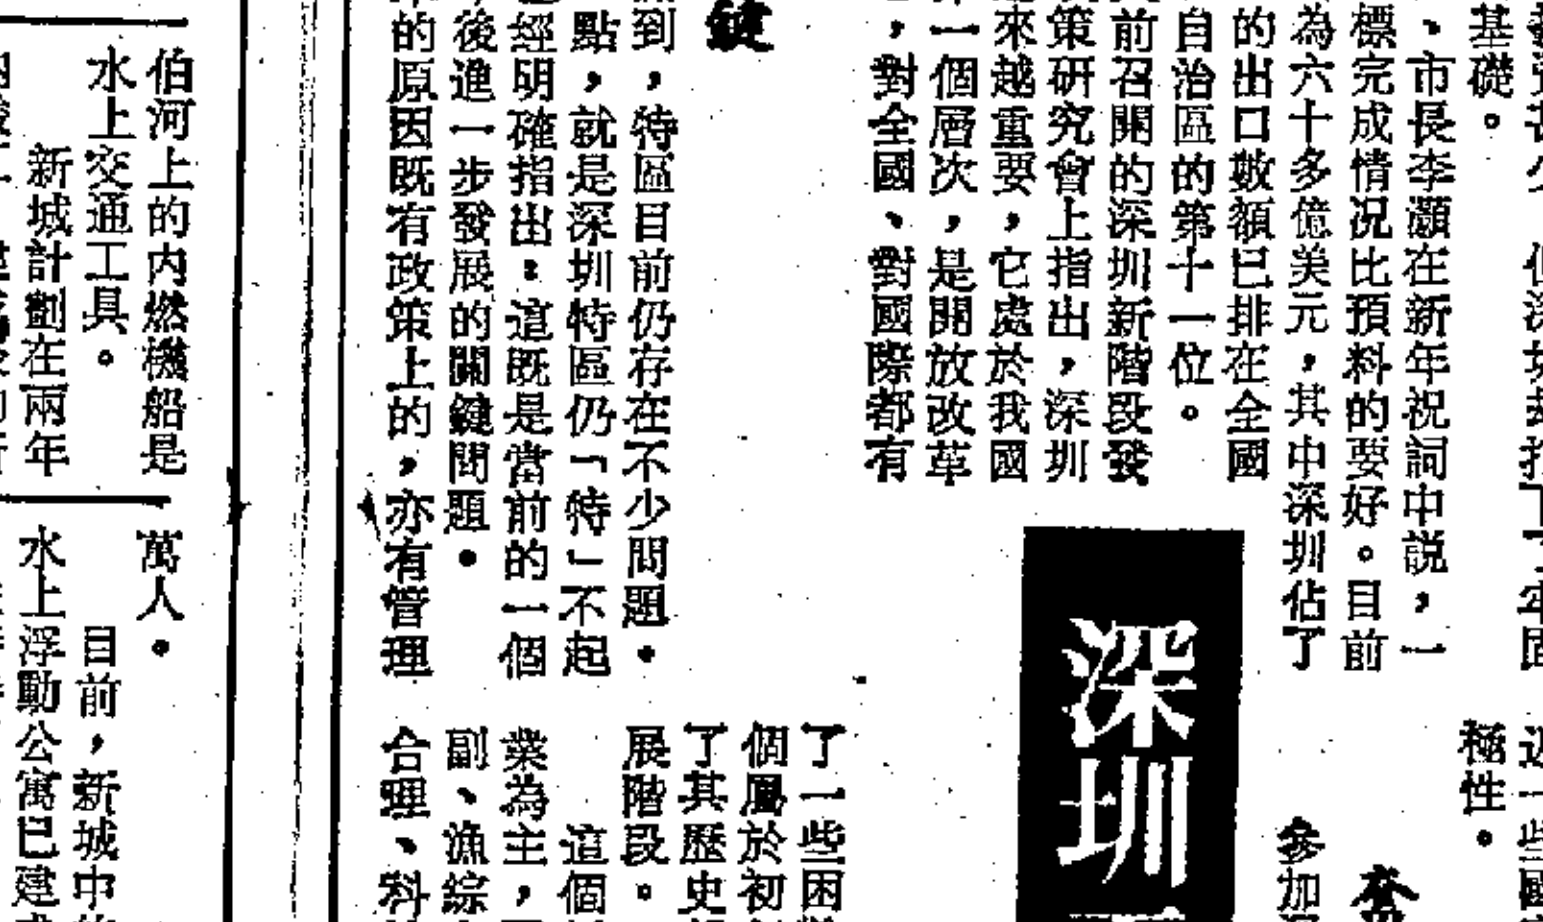 基礎。
、市長李灝在新年祝詞中説，一
標完成情况比預料的要好。目前
為六十多億美元，其中深圳佔了
的出口數額已排在全國
自治區的第十一位。
前召開的深圳新階段發
策研究會上指出，深圳
來越重要，它處於我國
一個層次，是開放改革
，對全國、對國際都有
鍵
到，特區目前仍存在不少問題。
點，就是深圳特區仍「特」不起
經明確指出：這既是當前的一個
後進一步發展的關鍵問題。
的原因既有政策上的，亦有管理
極性。
近一些國
參加
深圳
了一些困
個屬於初
了其歷史
展階段。
這個
業為主，
副、漁綜
合理、科
伯河上的内燃機船是
水上交通工具。
新城計劃在兩年
萬人。
目前，新城中
水上浮動公寓已建